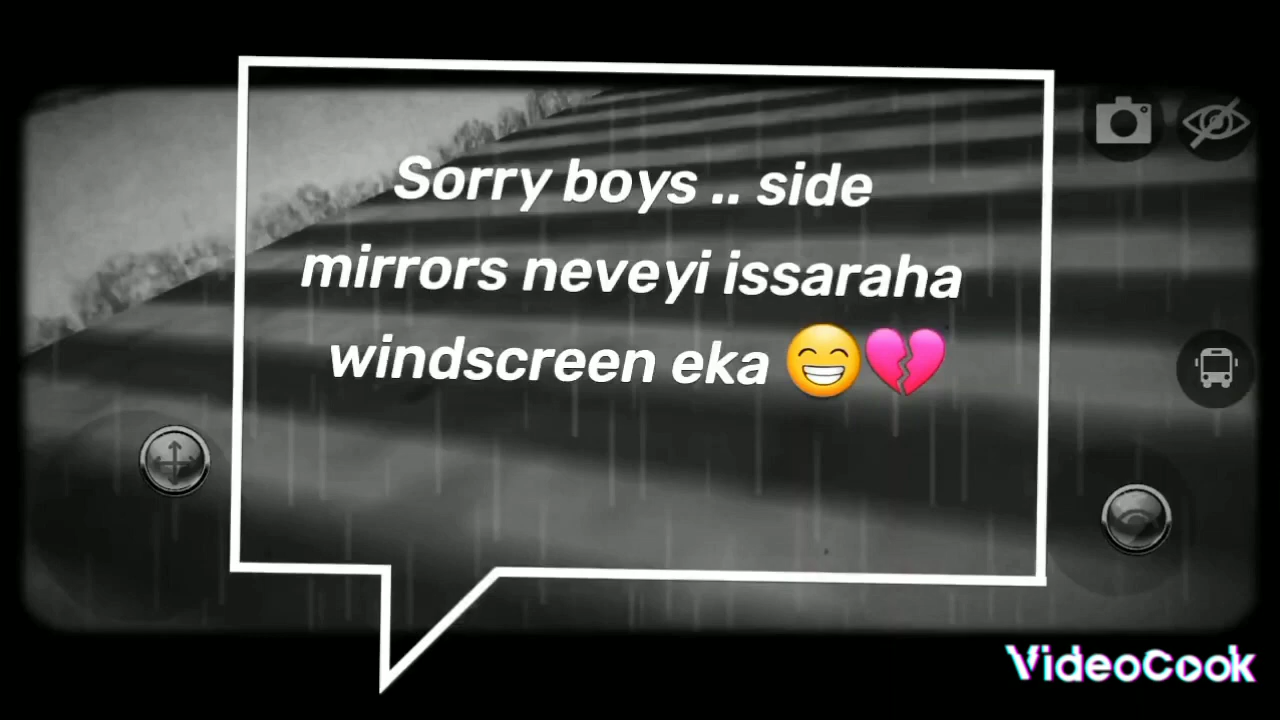 Sorry boys .. side
mirrors neveyi issaraha
windscreen eka 😁💔
VideoCook